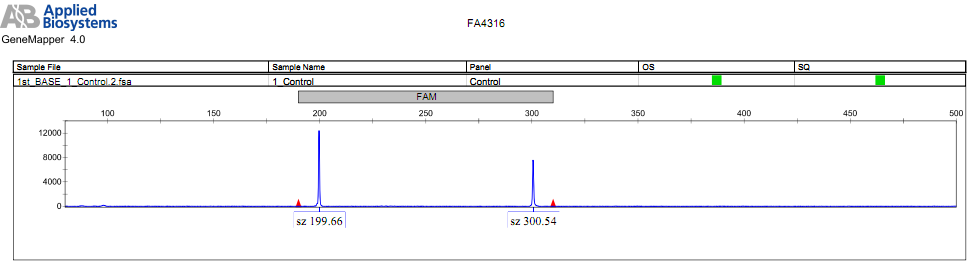 AB Applied
Biosystems
GeneMapper 4.0
FA4316
Sample File Sample Name Panel OS SQ
1st_BASE_1_Control.2.fsa 1_Control Control
FAM
100 150 200 250 300 350 400 450 500
12000
8000
4000
0
sz 199.66 sz 300.54